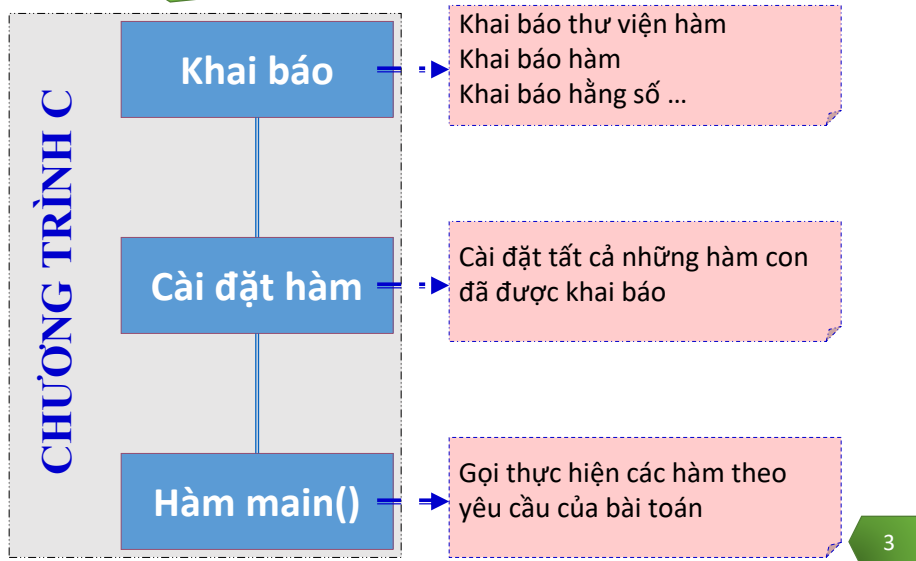 CHƯƠNG TRÌNH C
Khai báo
Khai báo thư viện hàm
Khai báo hàm
Khai báo hằng số ...
Cài đặt hàm
Cài đặt tất cả những hàm con
đã được khai báo
Hàm main()
Gọi thực hiện các hàm theo
yêu cầu của bài toán
3